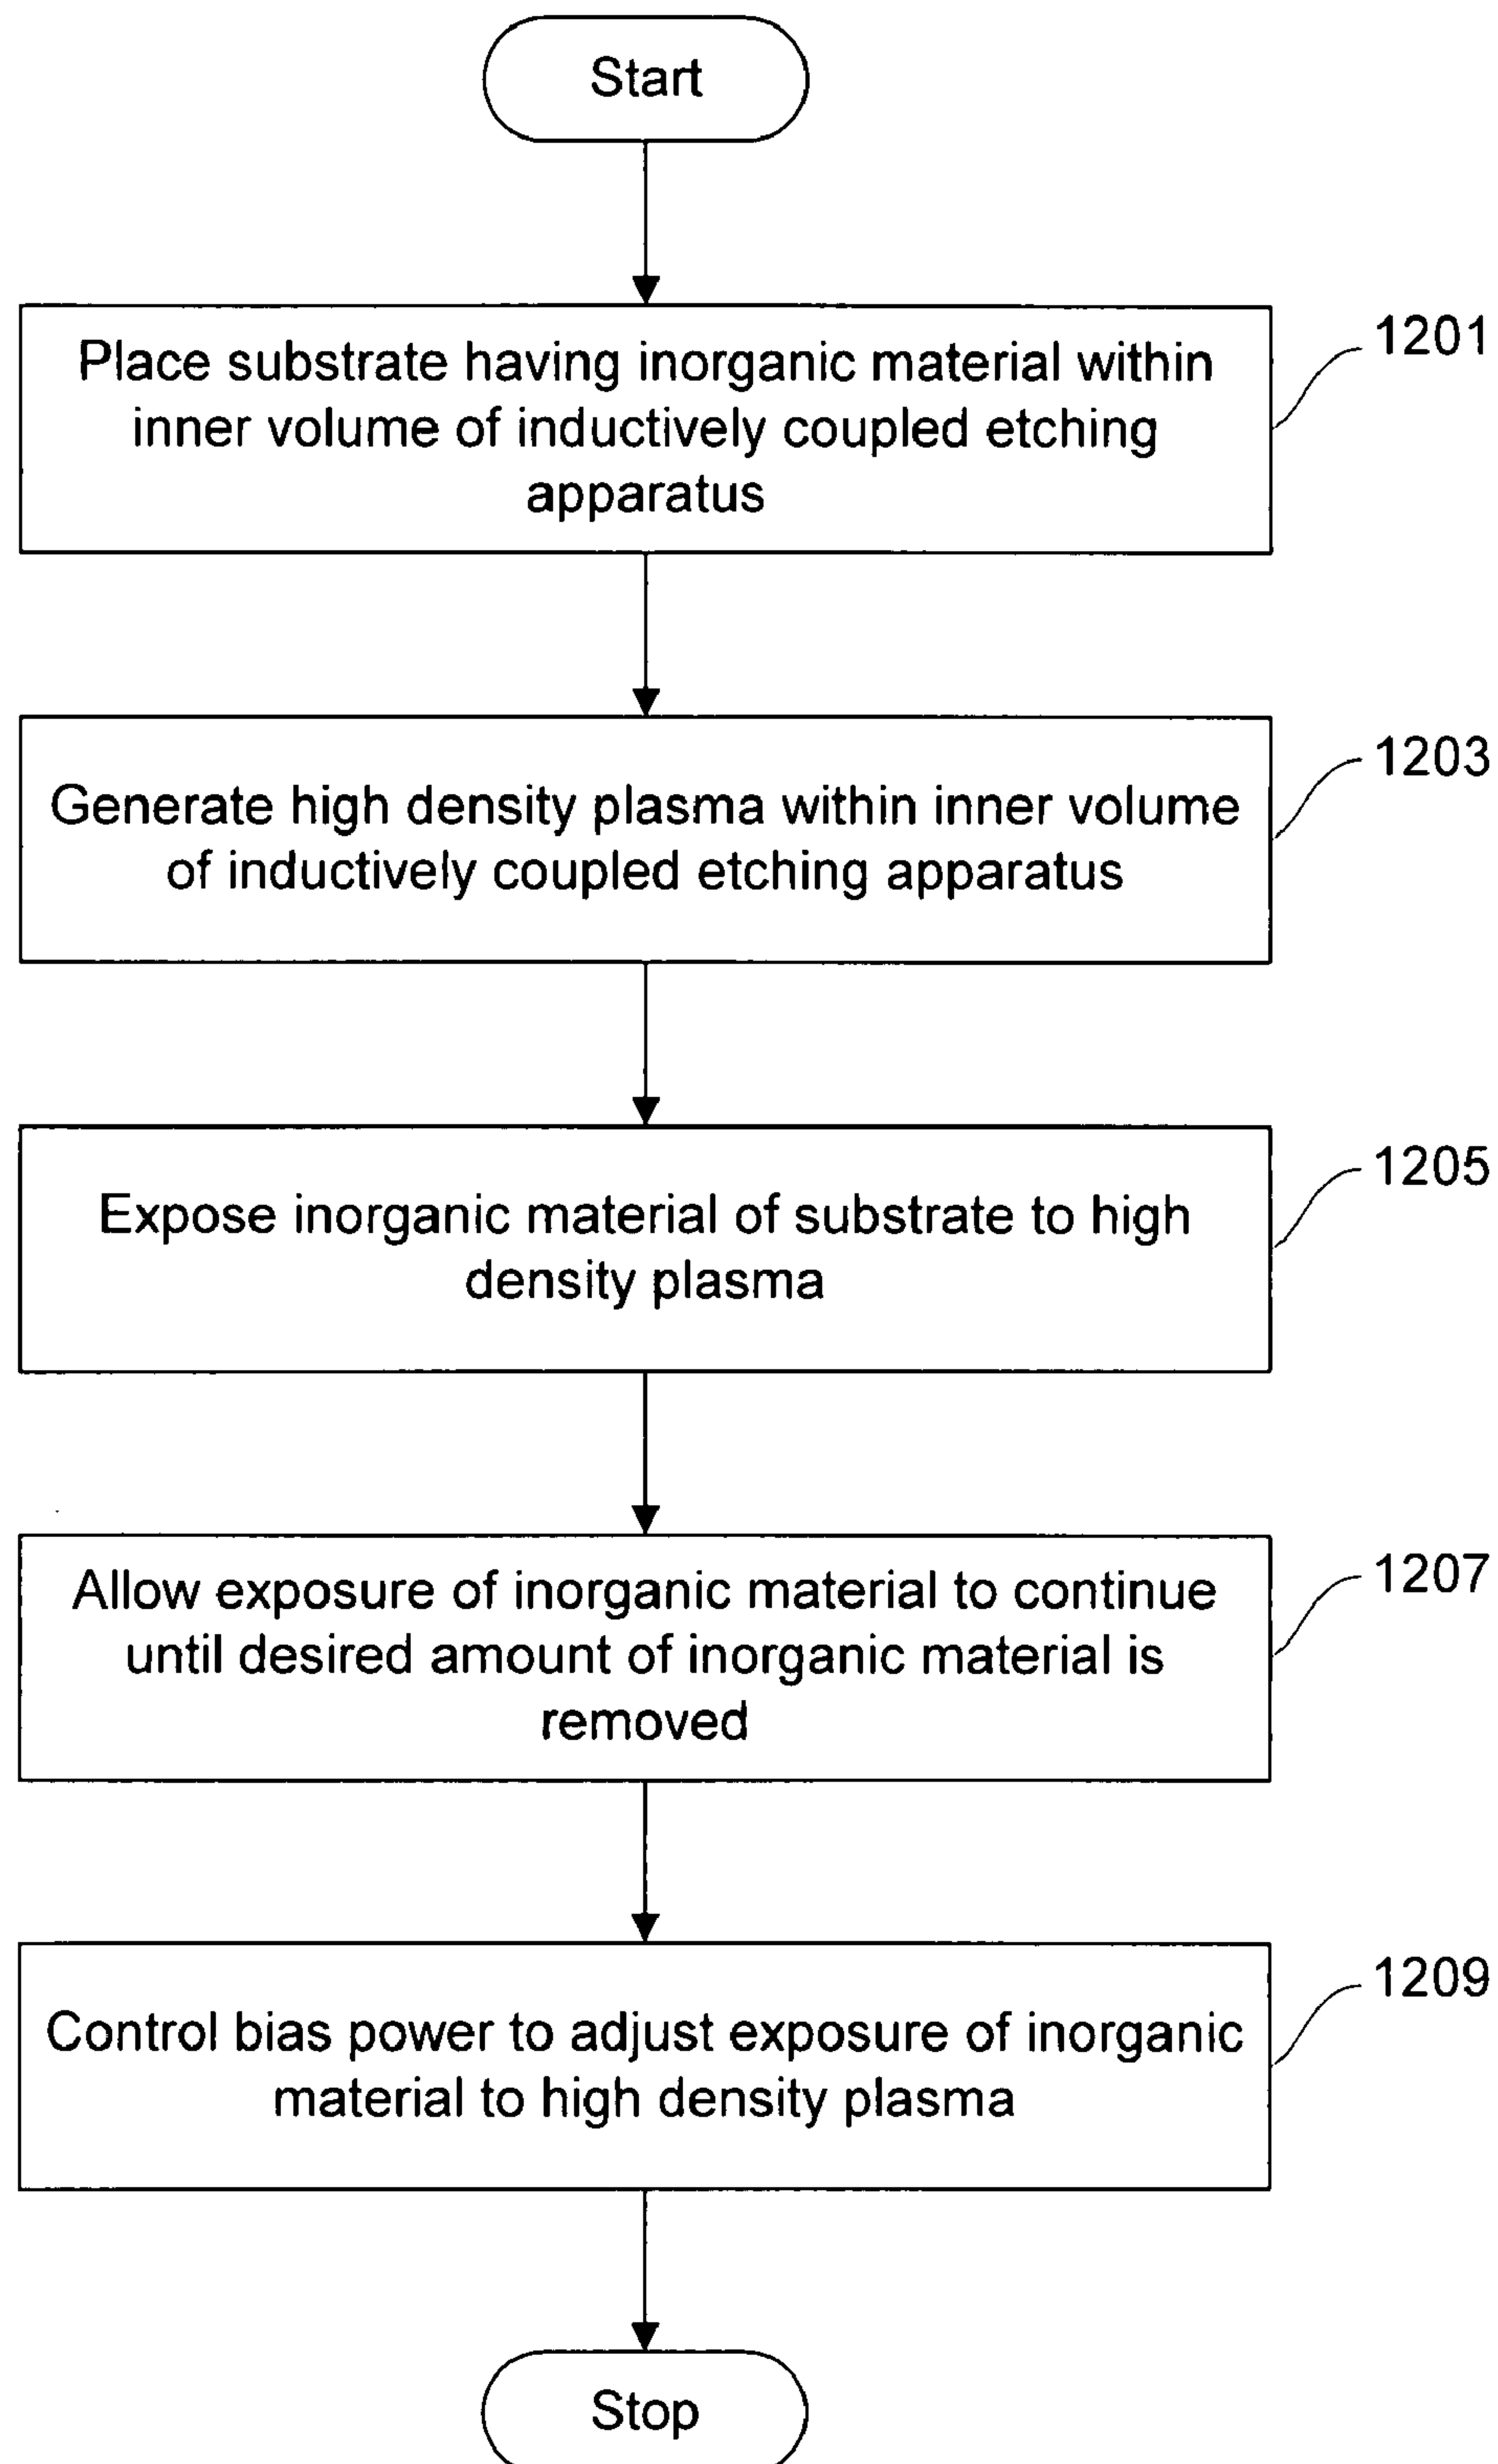 Start
Place substrate having inorganic material within
inner volume of inductively coupled etching
apparatus
1201
Generate high density plasma within inner volume
of inductively coupled etching apparatus
1203
Expose inorganic material of substrate to high
density plasma
1205
Allow exposure of inorganic material to continue
until desired amount of inorganic material is
removed
1207
Control bias power to adjust exposure of inorganic
material to high density plasma
1209
Stop